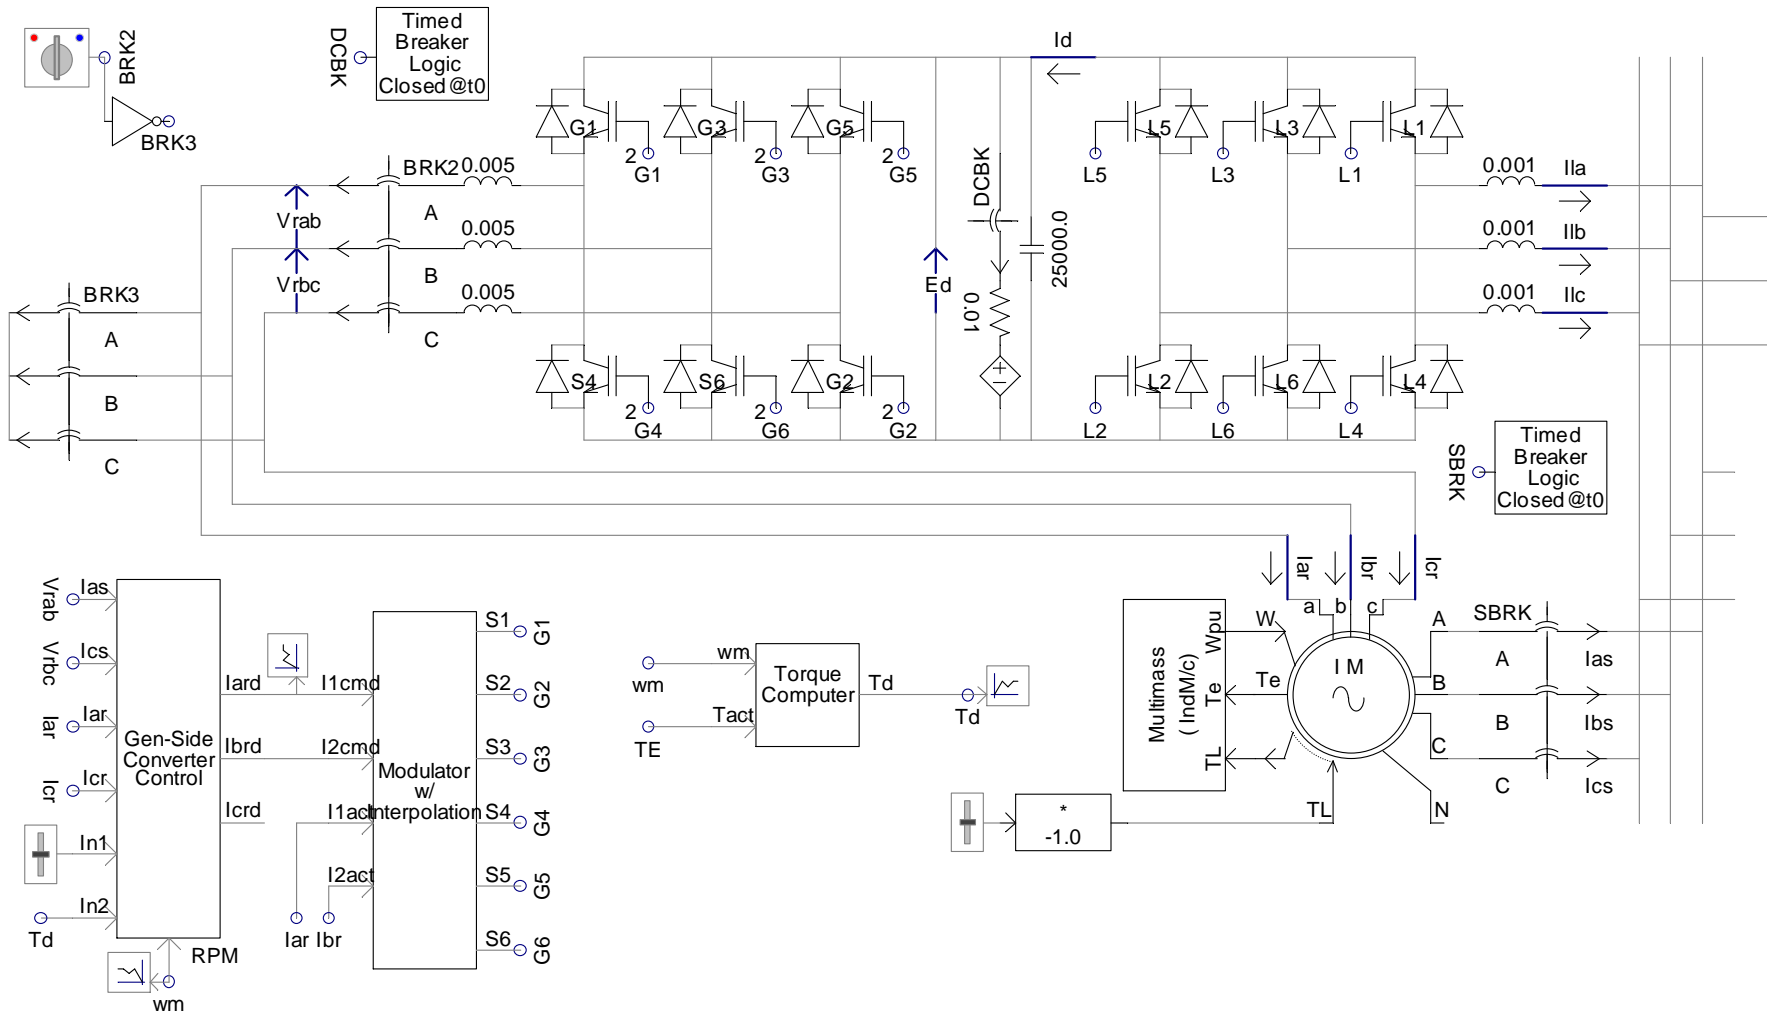 BRK2
BRK3
DCBK
Timed
Breaker
Logic
Closed@t0
Id
G1
G3
G5
L5
L3
L1
2
G1
2
G3
2
G5
L5
L3
L1
BRK2
0.005
A
0.005
B
0.005
C
Vrab
Vrbc
BRK3
A
B
C
Ed
DCBK
0.01
+
25000.0
0.001
Ila
0.001
Ilb
0.001
Ilc
S4
S6
G2
L2
L6
L4
2
G4
2
G6
2
G2
L2
L6
L4
SBRK
Timed
Breaker
Logic
Closed@t0
Vrab
Ias
Vrbc
Ics
Iar
Iar
Icr
Icr
In1
In2
Td
Gen-Side
Converter
Control
Iard
Ibrd
Icrd
RPM
wm
I1cmd
I2cmd
I1act
I2act
Iar
Ibr
Modulator
w/
Interpolation
S1
G1
S2
G2
S3
G3
S4
G4
S5
G5
S6
G6
wm
wm
Tact
TE
Torque
Computer
Td
Td
Multimass
(IndM/c)
Wpu
Te
TL
W
Te
Iar
Ibr
Icr
a
b
c
I M
A
B
C
N
TL
*
-1.0
SBRK
A
B
C
Ias
Ibs
Ics